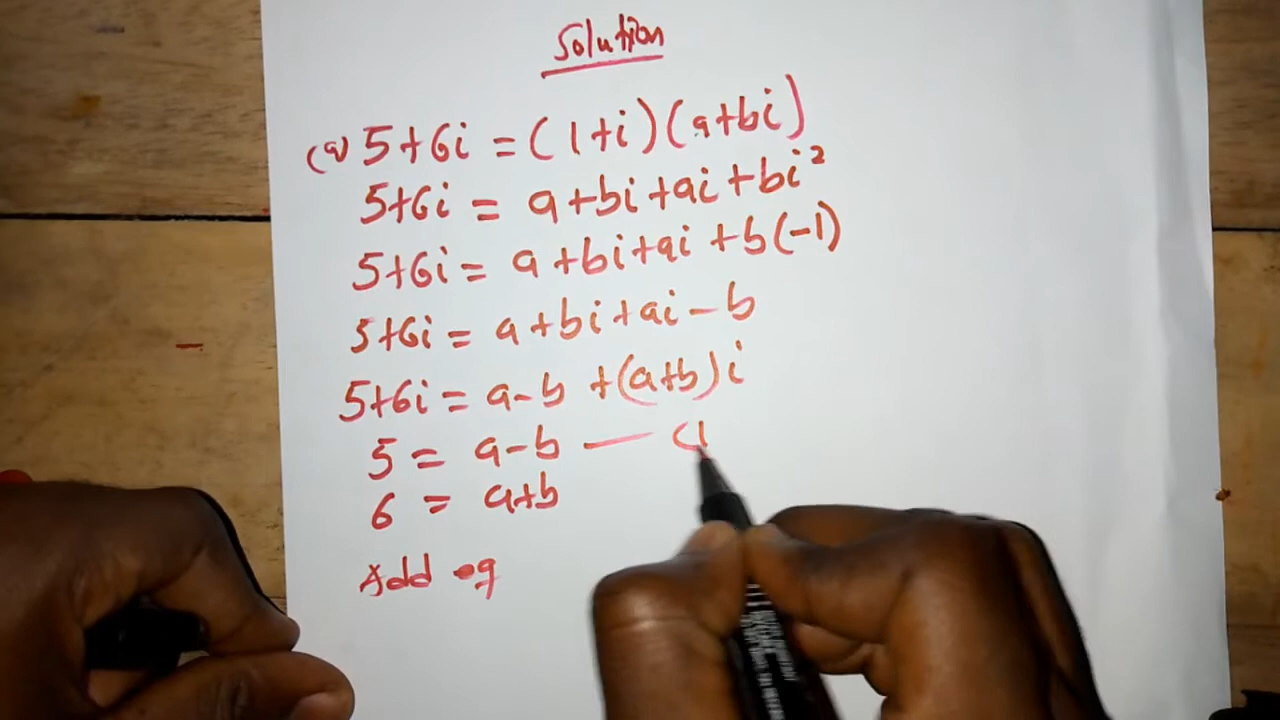 Solution
(a) 5+6i = (1+i)(a+bi)
5+6i = a+bi+ai+bi²
5+6i = a+bi+ai+b(-1)
5+6i = a+bi+ai-b
5+6i = a-b+(a+b)i
5 = a-b — (1
6 = a+b
Add eq